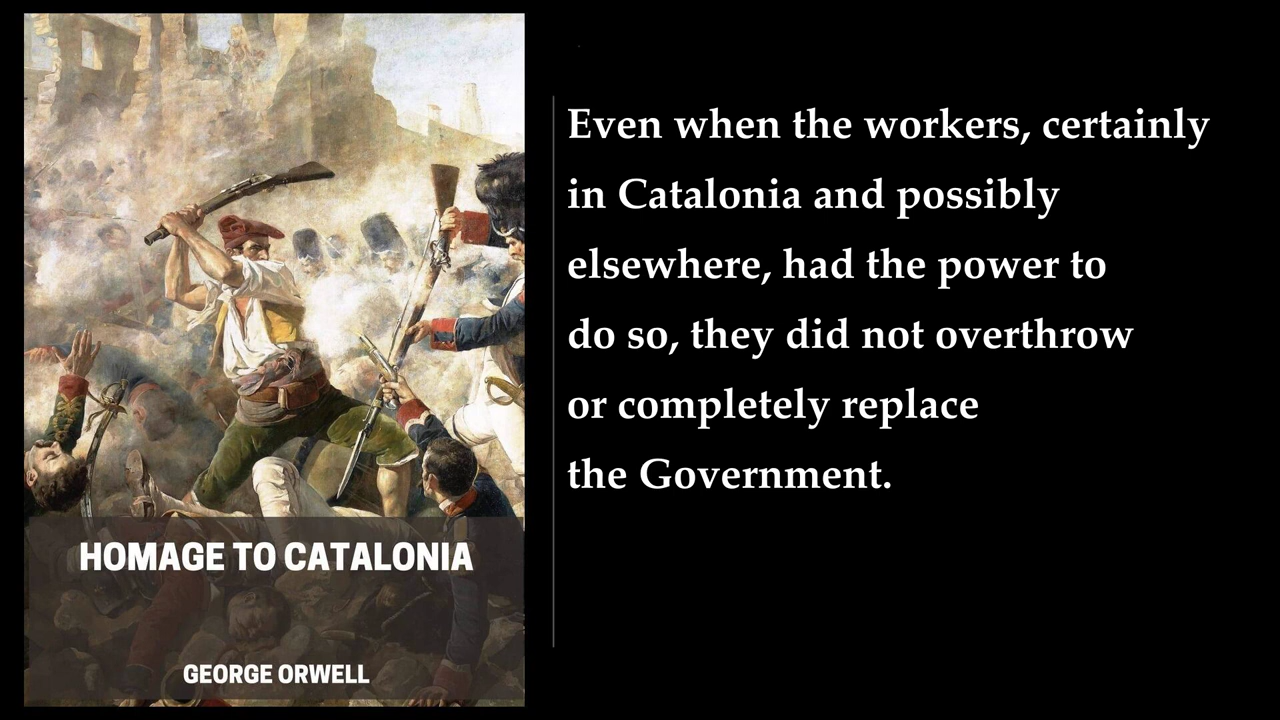 HOMAGE TO CATALONIA
GEORGE ORWELL
Even when the workers, certainly
in Catalonia and possibly
elsewhere, had the power to
do so, they did not overthrow
or completely replace
the Government.